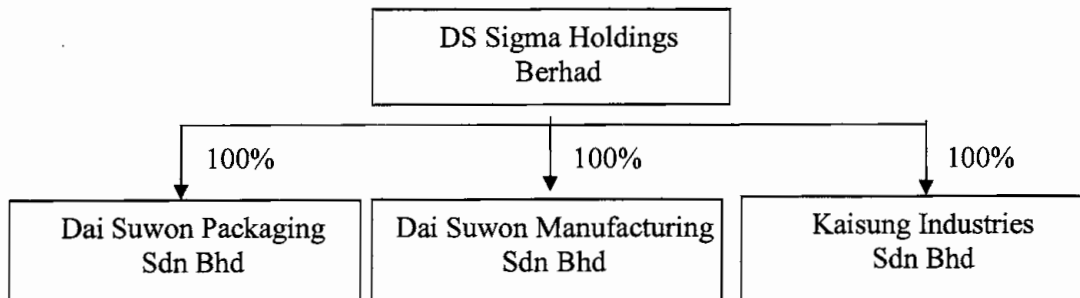 DS Sigma Holdings
Berhad
100%
100%
100%
Dai Suwon Packaging
Sdn Bhd
Dai Suwon Manufacturing
Sdn Bhd
Kaisung Industries
Sdn Bhd